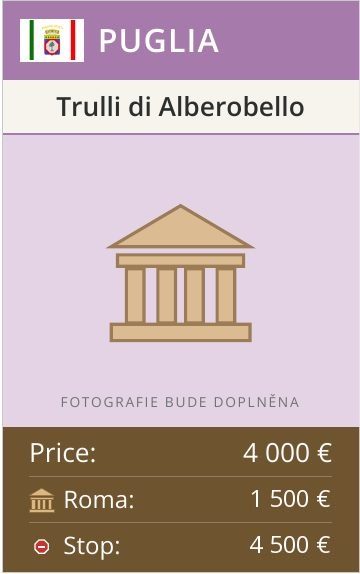 PUGLIA
Trulli di Alberobello
FOTOGRAFIE BUDE DOPLNĚNA
Price: 4 000 €
Roma: 1 500 €
Stop: 4 500 €